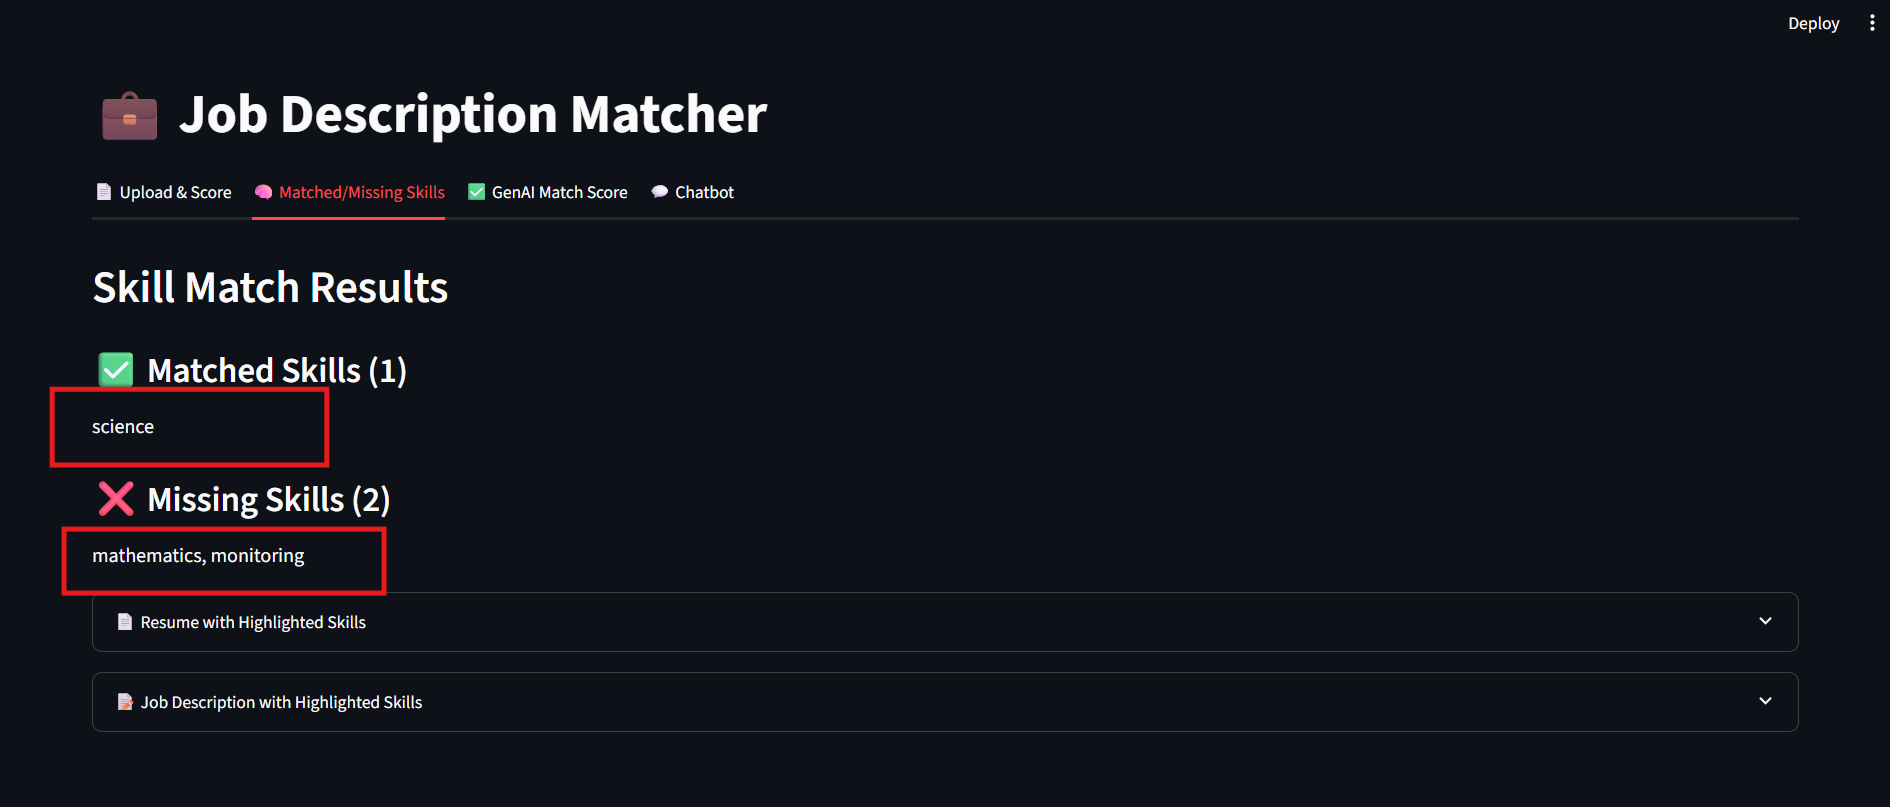 Deploy
Job Description Matcher
Upload & Score Matched/Missing Skills GenAI Match Score Chatbot
Skill Match Results
Matched Skills (1)
science
Missing Skills (2)
mathematics, monitoring
Resume with Highlighted Skills
Job Description with Highlighted Skills